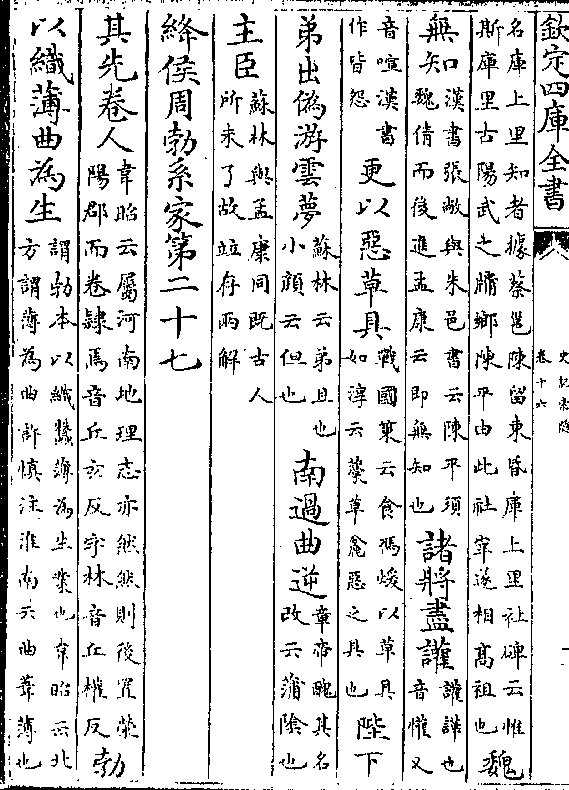 欽定四庫全書
史記索隱
卷十六
名庫上里知者據蔡邕陳留東昏庫上里社碑云惟
斯庫里古陽武之牖鄉陳平由此社宰遂相髙祖也
魏
無知
漢書張敞與朱邑書云陳平須
魏倩而後進孟康云即無知也
諸將盡讙
讙譁也
音懽又
音喧漢書
作皆怨
更以惡草具
戰國策云食馮煖以草具
如淳云藁草麄惡之具也
陛下
弟出偽游雲夢
蘇林云弟且也
小顔云但也
南過曲逆
章帝醜其名
改云蒲陰也
主臣
蘇林與孟康同既古人
所未了故竝存兩解
絳侯周勃系家第二十七
其先卷人
韋昭云屬河南地理志亦然然則後置滎
陽郡而卷隸焉音丘玄反字林音丘權反
勃
以織薄曲為生
謂勃本以織蠶薄為生業也韋昭云北
方謂薄為曲許慎注淮南云曲葦薄也